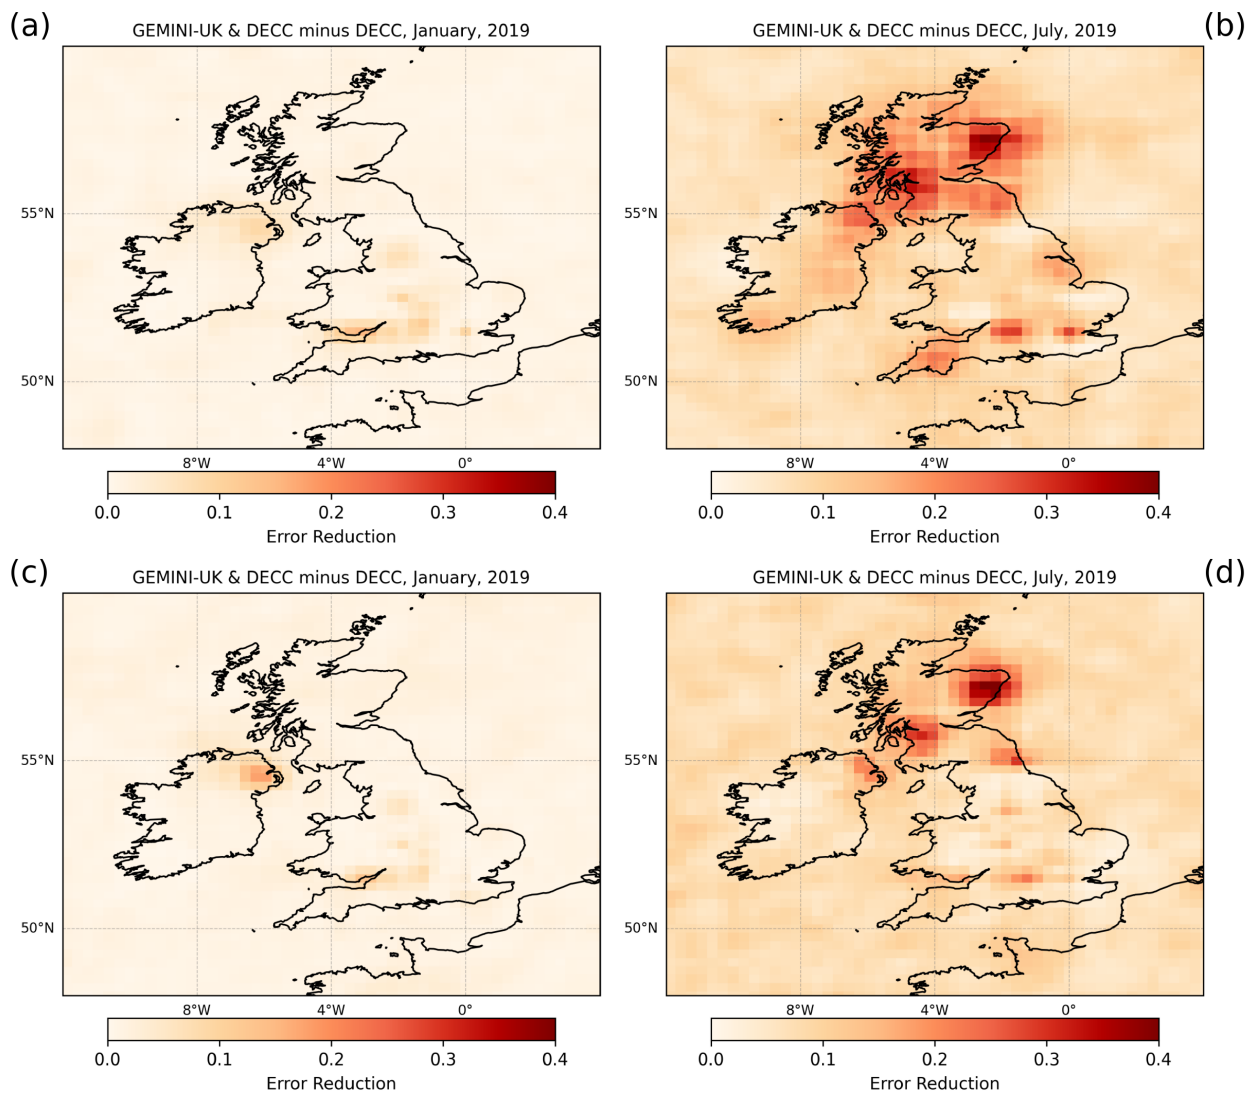 (a)
GEMINI-UK & DECC minus DECC, January, 2019
GEMINI-UK & DECC minus DECC, July, 2019
(b)
55°N
50°N
8°W 4°W 0°
0.0 0.1 0.2 0.3 0.4
Error Reduction
55°N
50°N
8°W 4°W 0°
0.0 0.1 0.2 0.3 0.4
Error Reduction
(c)
GEMINI-UK & DECC minus DECC, January, 2019
GEMINI-UK & DECC minus DECC, July, 2019
(d)
55°N
50°N
8°W 4°W 0°
0.0 0.1 0.2 0.3 0.4
Error Reduction
55°N
50°N
8°W 4°W 0°
0.0 0.1 0.2 0.3 0.4
Error Reduction